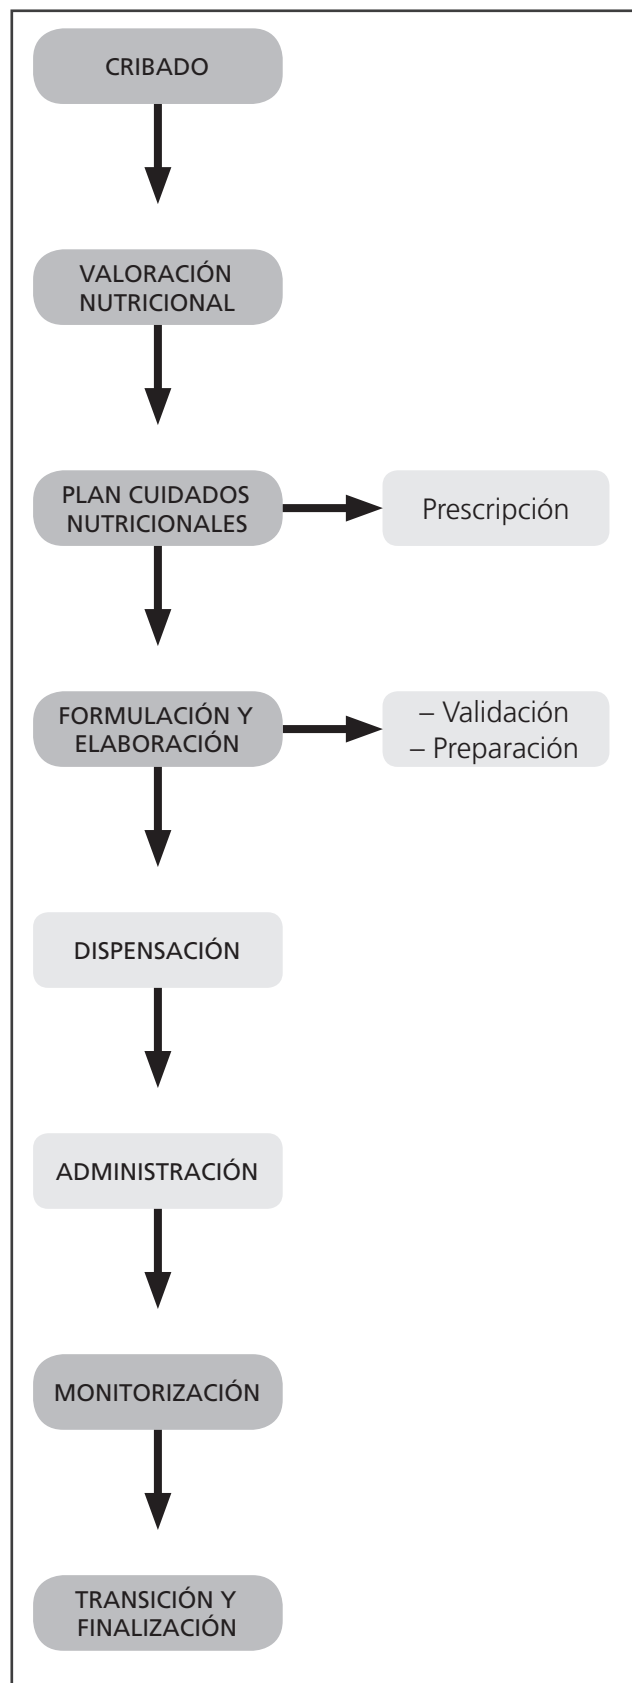 CRIBADO
VALORACIÓN
NUTRICIONAL
PLAN CUIDADOS
NUTRICIONALES
Prescripción
FORMULACIÓN Y
ELABORACIÓN
– Validación
– Preparación
DISPENSACIÓN
ADMINISTRACIÓN
MONITORIZACIÓN
TRANSICIÓN Y
FINALIZACIÓN